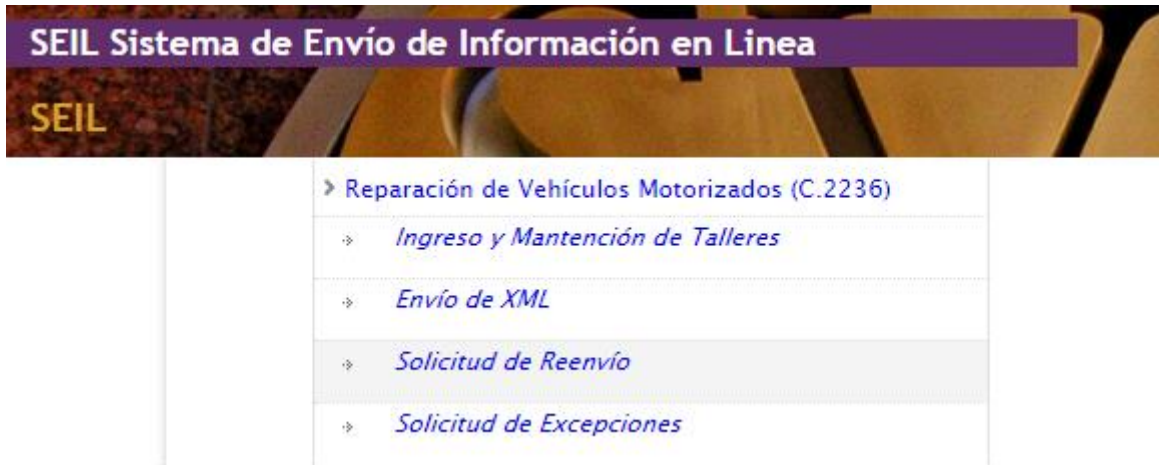 SEIL Sistema de Envío de Información en Linea
SEIL
Reparación de Vehículos Motorizados (C.2236)
Ingreso y Mantención de Talleres
Envío de XML
Solicitud de Reenvío
Solicitud de Excepciones